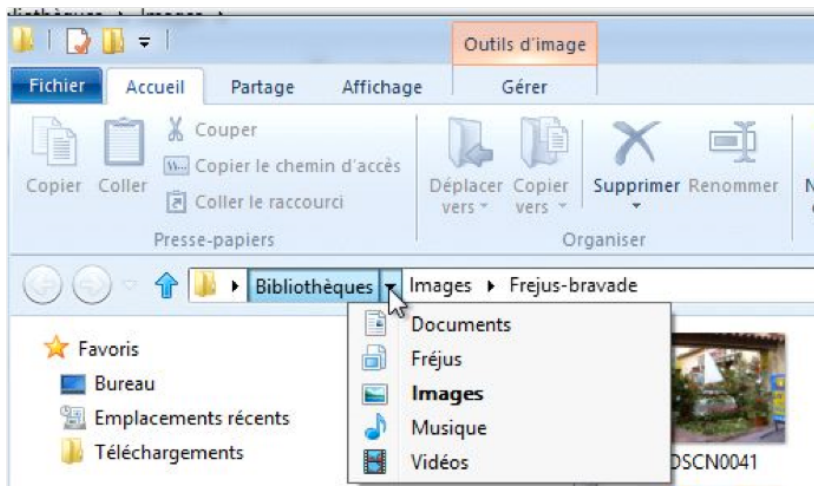 Bibliothèques Images
Outils d'image
Fichier Accueil Partage Affichage Gérer
Couper
Copier le chemin d'accès
Coller le raccourci
Copier Coller
Déplacer vers
Copier vers
Supprimer Renommer
N
Presse-papiers
Organiser
Bibliothèques Images Frejus-bravade
Favoris
Bureau
Emplacements récents
Téléchargements
Documents
Fréjus
Images
Musique
Vidéos
DSCN0041